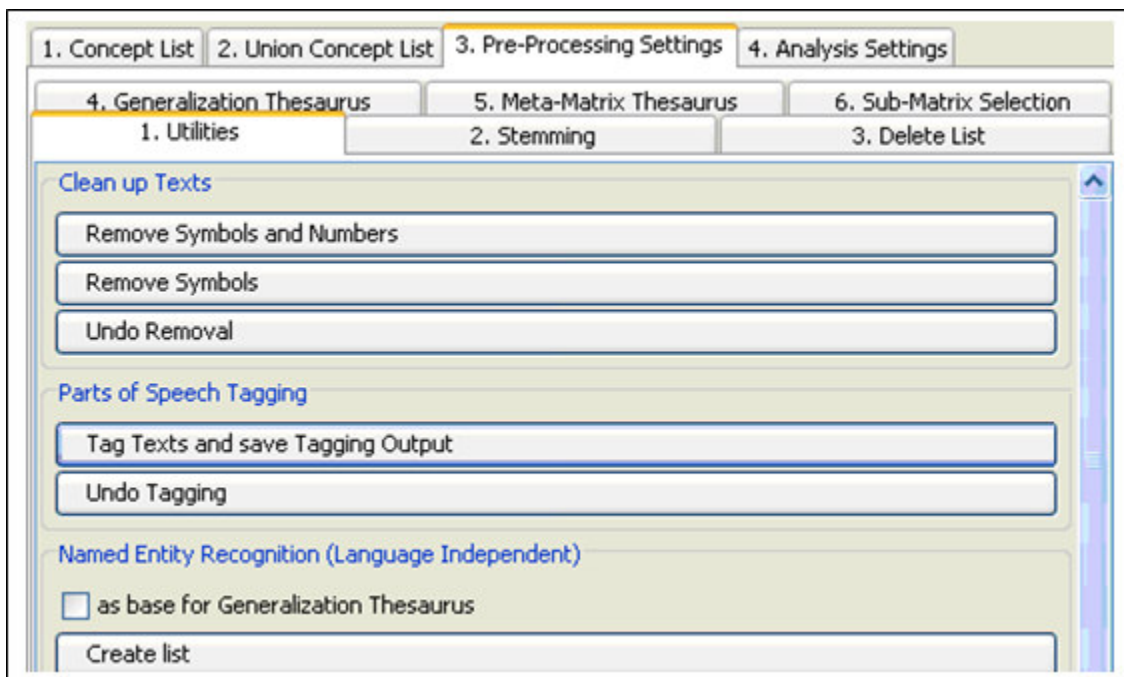 1. Concept List 2. Union Concept List 3. Pre-Processing Settings 4. Analysis Settings
4. Generalization Thesaurus 5. Meta-Matrix Thesaurus 6. Sub-Matrix Selection
1. Utilities 2. Stemming 3. Delete List
Clean up Texts
Remove Symbols and Numbers
Remove Symbols
Undo Removal
Parts of Speech Tagging
Tag Texts and save Tagging Output
Undo Tagging
Named Entity Recognition (Language Independent)
as base for Generalization Thesaurus
Create list